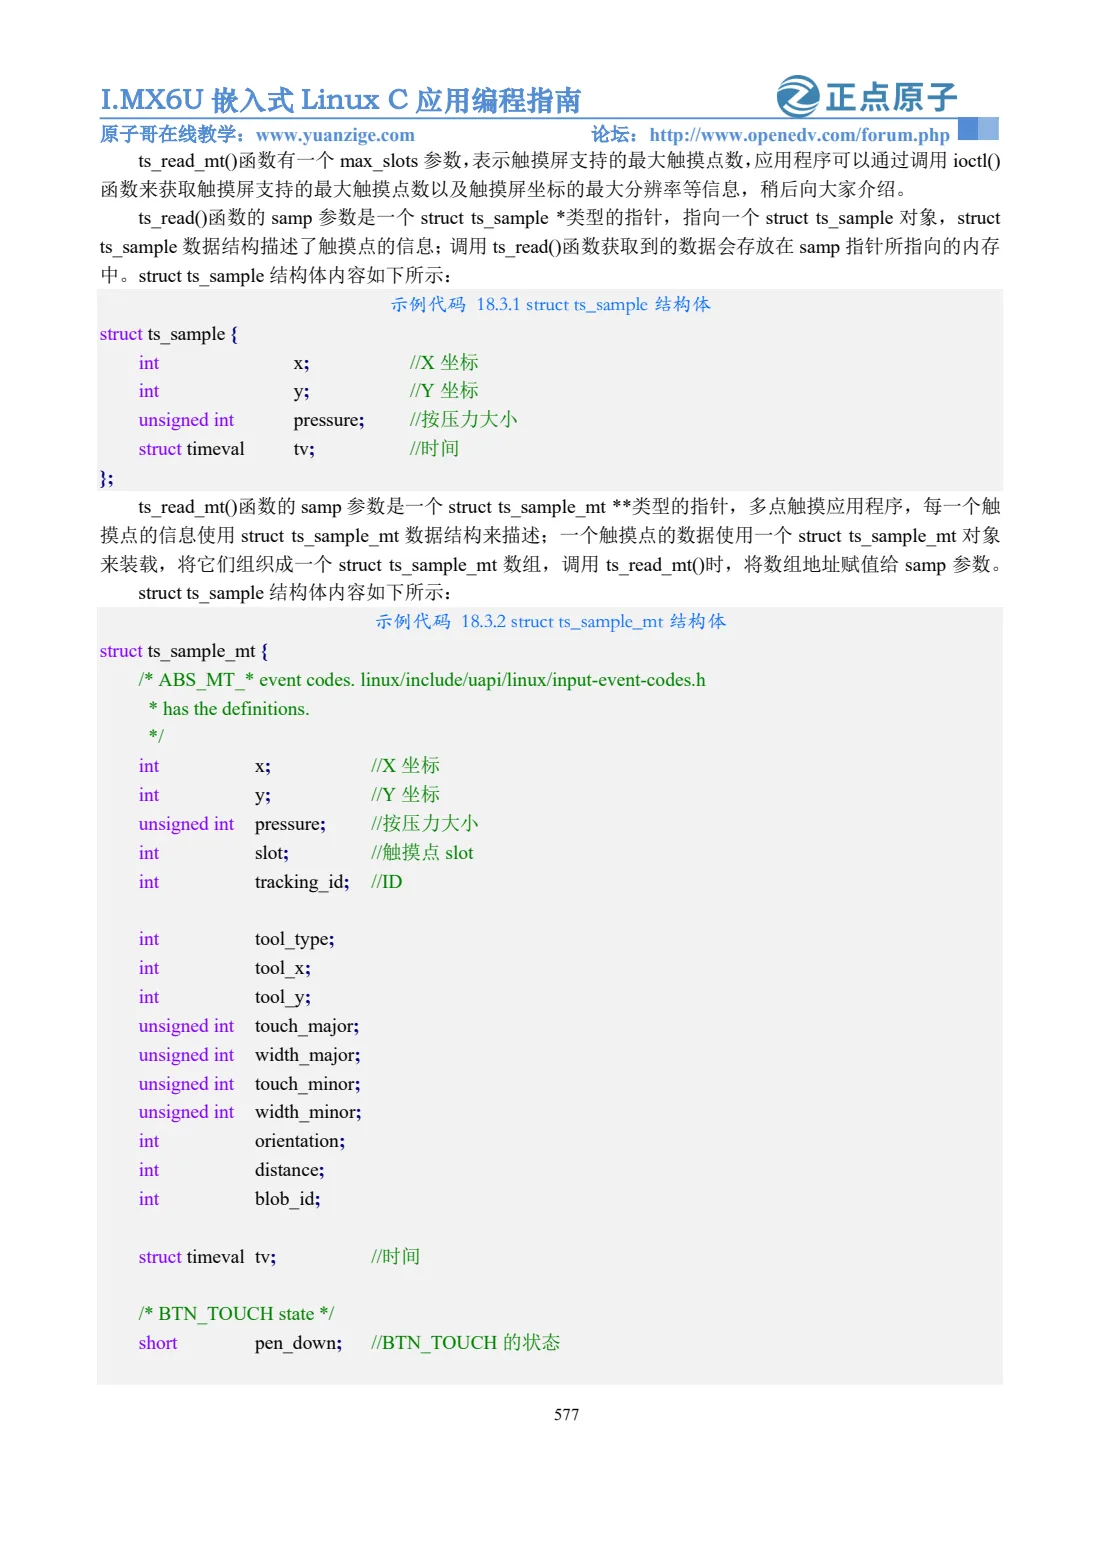 I.MX6U 嵌入式 Linux C 应用编程指南
正点原子
原子哥在线教学：www.yuanzige.com 论坛：http://www.openedv.com/forum.php
ts_read_mt()函数有一个 max_slots 参数，表示触摸屏支持的最大触摸点数，应用程序可以通过调用 ioctl()
函数来获取触摸屏支持的最大触摸点数以及触摸屏坐标的最大分辨率等信息，稍后向大家介绍。
ts_read()函数的 samp 参数是一个 struct ts_sample *类型的指针，指向一个 struct ts_sample 对象，struct
ts_sample 数据结构描述了触摸点的信息；调用 ts_read()函数获取到的数据会存放在 samp 指针所指向的内存
中。struct ts_sample 结构体内容如下所示：
示例代码 18.3.1 struct ts_sample 结构体
struct ts_sample {
int x; //X 坐标
int y; //Y 坐标
unsigned int pressure; //按压力大小
struct timeval tv; //时间
};
ts_read_mt()函数的 samp 参数是一个 struct ts_sample_mt **类型的指针，多点触摸应用程序，每一个触
摸点的信息使用 struct ts_sample_mt 数据结构来描述；一个触摸点的数据使用一个 struct ts_sample_mt 对象
来装载，将它们组织成一个 struct ts_sample_mt 数组，调用 ts_read_mt()时，将数组地址赋值给 samp 参数。
struct ts_sample 结构体内容如下所示：
示例代码 18.3.2 struct ts_sample_mt 结构体
struct ts_sample_mt {
/* ABS_MT_* event codes. linux/include/uapi/linux/input-event-codes.h
* has the definitions.
*/
int x; //X 坐标
int y; //Y 坐标
unsigned int pressure; //按压力大小
int slot; //触摸点 slot
int tracking_id; //ID
int tool_type;
int tool_x;
int tool_y;
unsigned int touch_major;
unsigned int width_major;
unsigned int touch_minor;
unsigned int width_minor;
int orientation;
int distance;
int blob_id;
struct timeval tv; //时间
/* BTN_TOUCH state */
short pen_down; //BTN_TOUCH 的状态
577